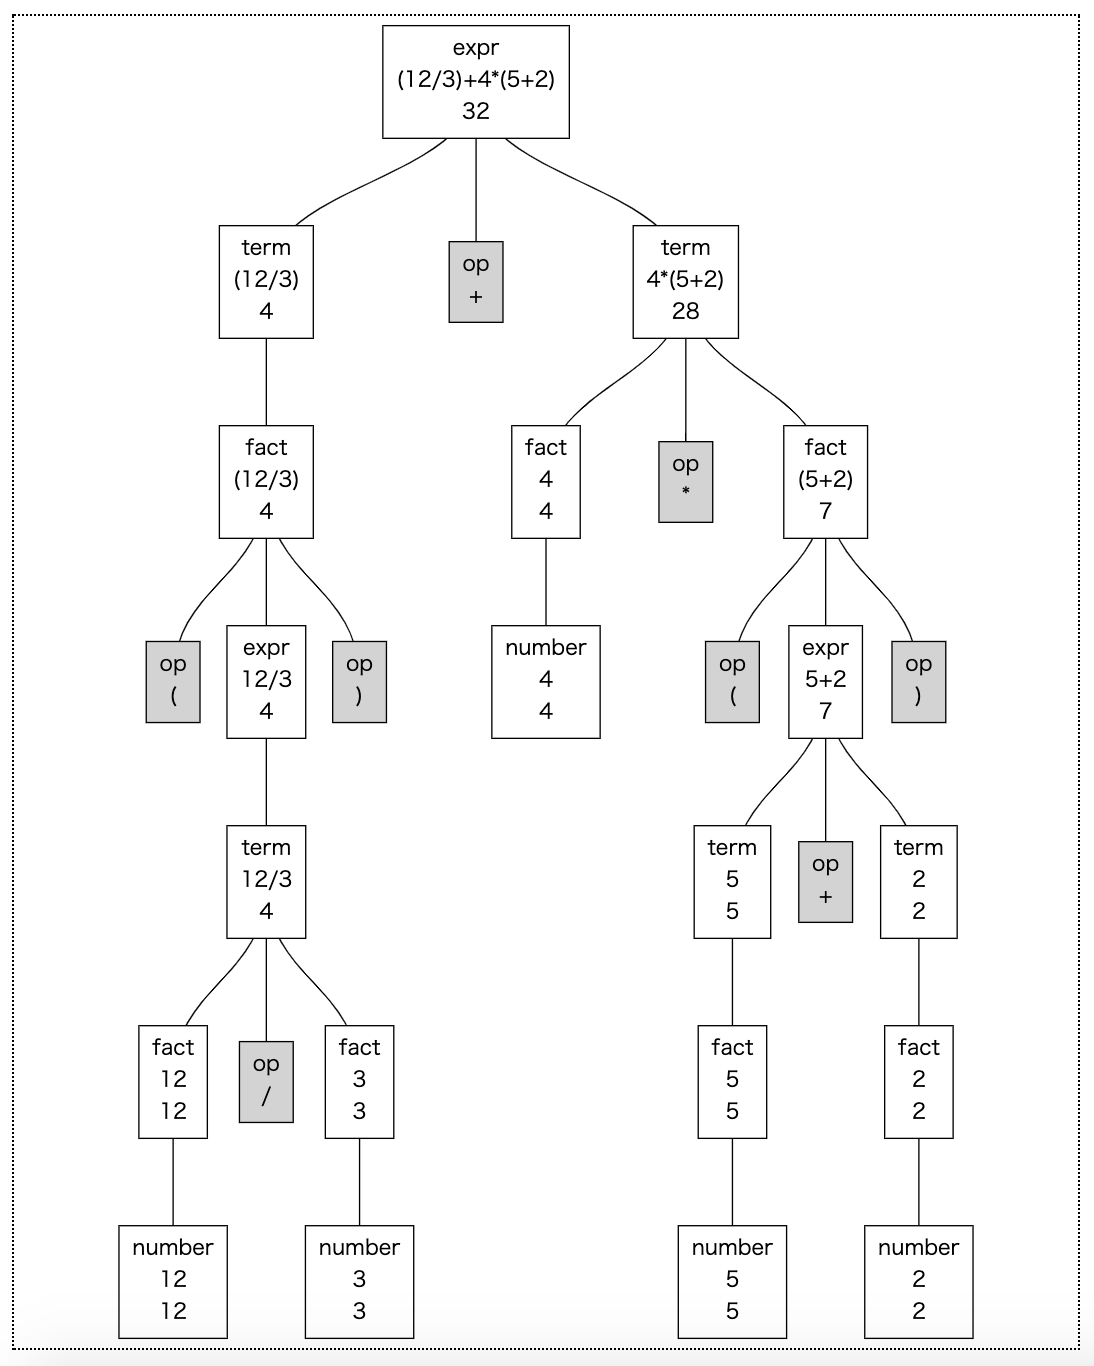 expr
(12/3)+4*(5+2)
32
term
(12/3)
4
op
+
term
4*(5+2)
28
fact
(12/3)
4
fact
4
4
op
*
fact
(5+2)
7
op
(
expr
12/3
4
op
)
number
4
4
op
(
expr
5+2
7
op
)
term
12/3
4
term
5
5
op
+
term
2
2
fact
12
12
op
/
fact
3
3
fact
5
5
fact
2
2
number
12
12
number
3
3
number
5
5
number
2
2